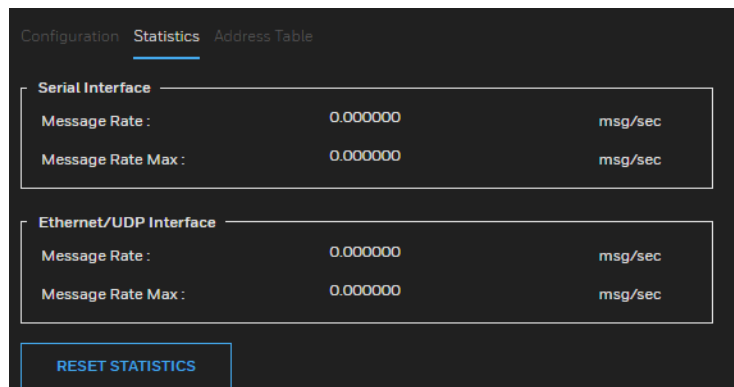 Configuration Statistics Address Table
Serial Interface
Message Rate : 0.000000 msg/sec
Message Rate Max : 0.000000 msg/sec
Ethernet/UDP Interface
Message Rate : 0.000000 msg/sec
Message Rate Max : 0.000000 msg/sec
RESET STATISTICS